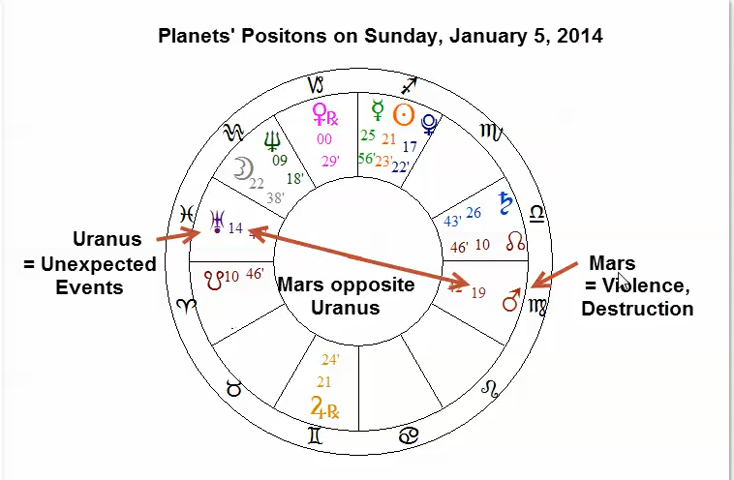 Planets' Positons on Sunday, January 5, 2014
♑ ♐
♒ ♏
♀℞ ☿ ☉ ♇
00 25 21 17
29' 56' 23' 22'
♆
09
18'
☽ 22
38'
♓ ♎
♄
43' 26
♅ 14
46' 10 ☊
Uranus
= Unexpected
Events
Mars
= Violence,
Destruction
☋ 10 46'
Mars opposite
Uranus
19 ♂
♈ ♍
24'
21
♃℞
♉ ♌
♊ ♋